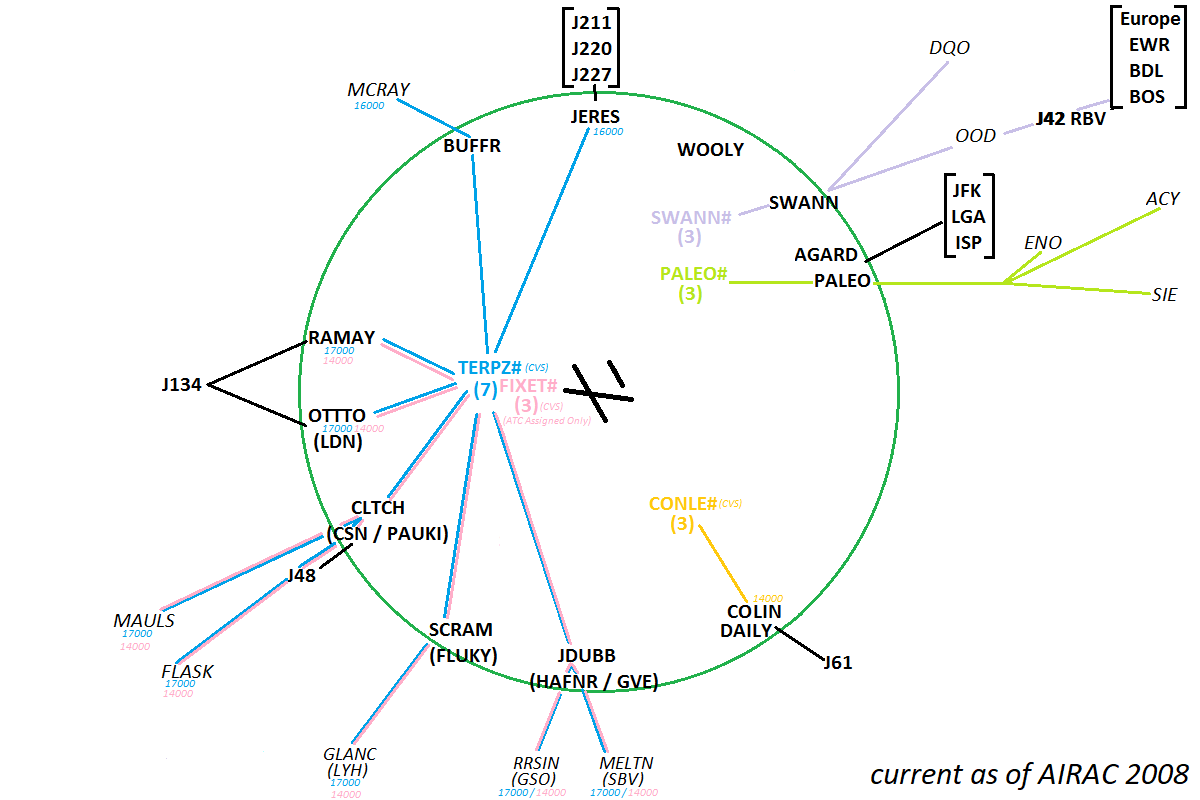 J211
J220
J227
Europe
EWR
BDL
BOS
DQO
MCRAY
16000
JERES
16000
J42 RBV
OOD
BUFFR
WOOLY
JFK
LGA
ISP
ACY
SWANN
SWANN#
(3)
ENO
AGARD
PALEO#
(3)
PALEO
SIE
RAMAY
17000
14000
J134
TERPZ# (CVS)
(7)
FIXET#
(3) (CVS)
(ATC Assigned Only)
OTTTO
17000 14000
(LDN)
CLTCH
(CSN / PAUKI)
CONLE# (CVS)
(3)
J48
MAULS
17000
14000
FLASK
17000
14000
14000
COLIN
DAILY
J61
SCRAM
(FLUKY)
JDUBB
(HAFNR / GVE)
GLANC
(LYH)
17000
14000
RRSIN
(GSO)
17000 / 14000
MELTN
(SBV)
17000 / 14000
current as of AIRAC 2008